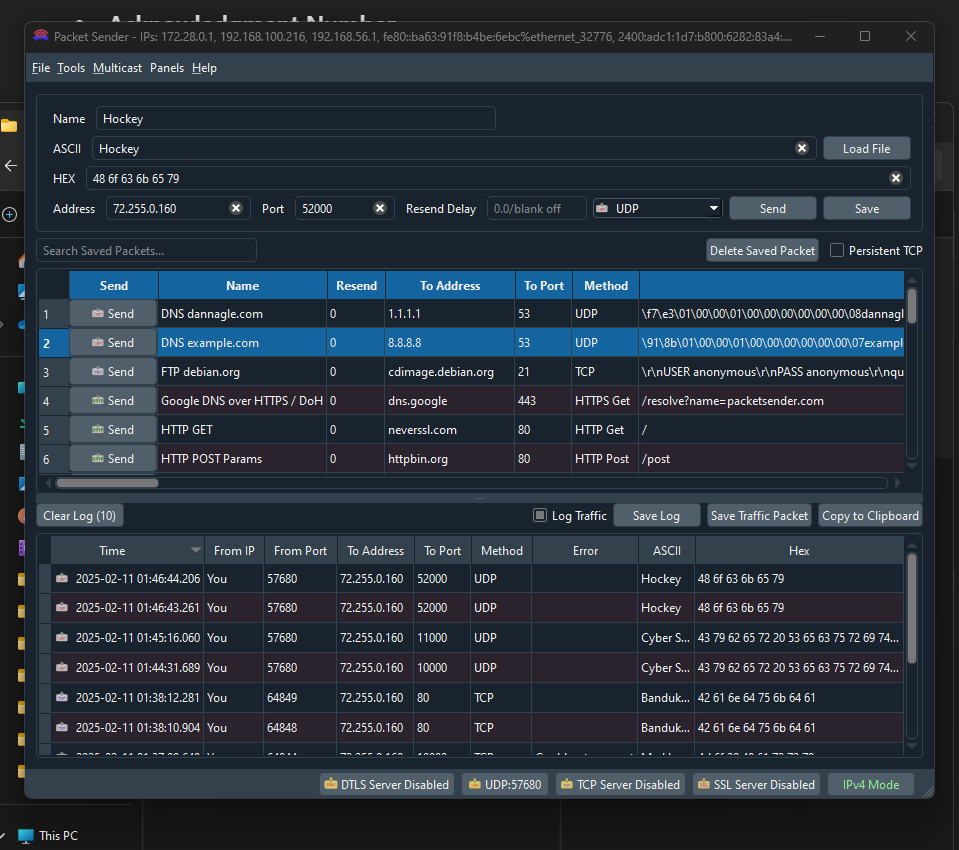 Acknowledgment Number
Packet Sender - IPs: 172.28.0.1, 192.168.100.216, 192.168.56.1, fe80::ba63:91f8:b4be:6ebc%ethernet_32776, 2400:adc1:1d7:b800:6282:83a4:...
File Tools Multicast Panels Help
Name Hockey
ASCII Hockey Load File
HEX 48 6f 63 6b 65 79
Address 72.255.0.160 Port 52000 Resend Delay 0.0/blank off UDP Send Save
Search Saved Packets... Delete Saved Packet Persistent TCP
Send Name Resend To Address To Port Method
1 Send DNS dannagle.com 0 1.1.1.1 53 UDP \f7\e3\01\00\00\01\00\00\00\00\00\00\08dannagl
2 Send DNS example.com 0 8.8.8.8 53 UDP \91\8b\01\00\00\01\00\00\00\00\00\00\07exampl
3 Send FTP debian.org 0 cdimage.debian.org 21 TCP \r\nUSER anonymous\r\nPASS anonymous\r\nqu
4 Send Google DNS over HTTPS / DoH 0 dns.google 443 HTTPS Get /resolve?name=packetsender.com
5 Send HTTP GET 0 neverssl.com 80 HTTP Get /
6 Send HTTP POST Params 0 httpbin.org 80 HTTP Post /post
Clear Log (10) Log Traffic Save Log Save Traffic Packet Copy to Clipboard
Time From IP From Port To Address To Port Method Error ASCII Hex
2025-02-11 01:46:44.206 You 57680 72.255.0.160 52000 UDP Hockey 48 6f 63 6b 65 79
2025-02-11 01:46:43.261 You 57680 72.255.0.160 52000 UDP Hockey 48 6f 63 6b 65 79
2025-02-11 01:45:16.060 You 57680 72.255.0.160 11000 UDP Cyber S... 43 79 62 65 72 20 53 65 63 75 72 69 74...
2025-02-11 01:44:31.689 You 57680 72.255.0.160 10000 UDP Cyber S... 43 79 62 65 72 20 53 65 63 75 72 69 74...
2025-02-11 01:38:12.281 You 64849 72.255.0.160 80 TCP Banduk... 42 61 6e 64 75 6b 64 61
2025-02-11 01:38:10.904 You 64848 72.255.0.160 80 TCP Banduk... 42 61 6e 64 75 6b 64 61
DTLS Server Disabled UDP:57680 TCP Server Disabled SSL Server Disabled IPv4 Mode
This PC